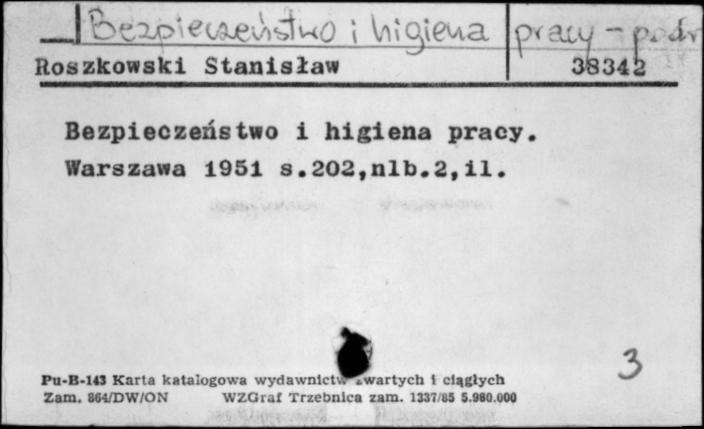 Bezpieczeństwo i higiena pracy - podr
Roszkowski Stanisław 38342
Bezpieczeństwo i higiena pracy.
Warszawa 1951 s.202,nlb.2,il.
3
Pu-B-143 Karta katalogowa wydawnictw zwartych i ciągłych
Zam. 864/DW/ON WZGraf Trzebnica zam. 1337/85 5.980.000